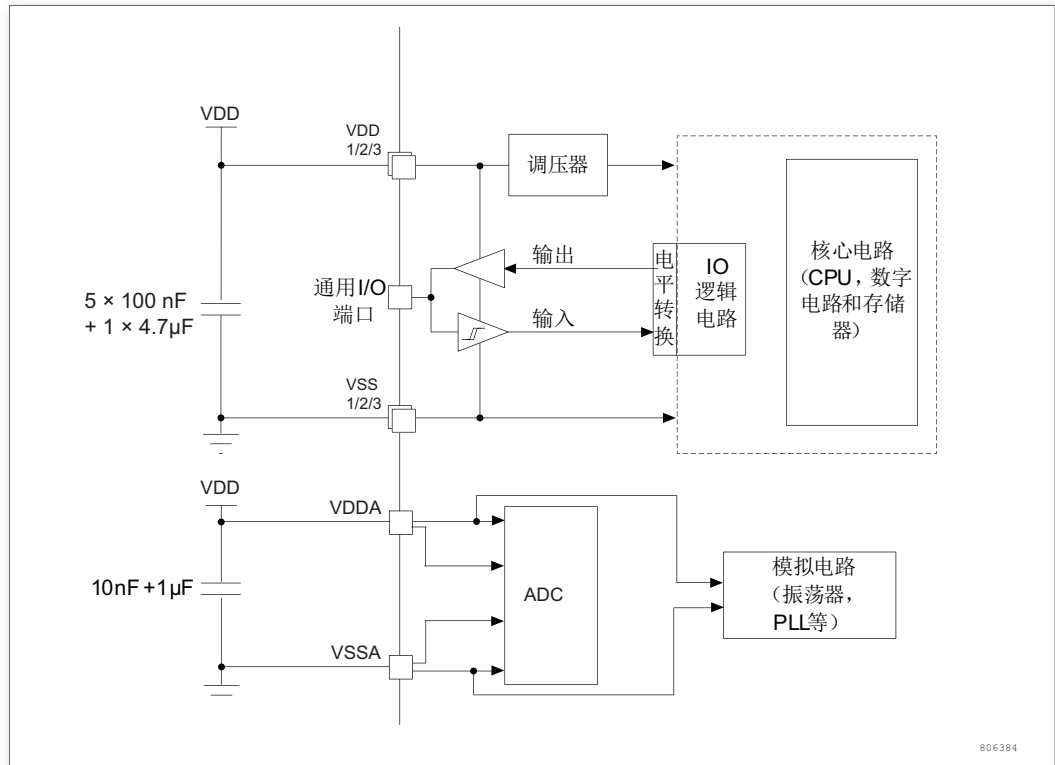 VDD
VDD
1/2/3
调压器
输出
电平转换
IO
逻辑
电路
核心电路
（CPU，数字
电路和存储
器）
通用I/O
端口
5 × 100 nF
+ 1 × 4.7µF
输入
VSS
1/2/3
VDD
VDDA
10nF +1µF
ADC
模拟电路
（振荡器，
PLL等）
VSSA
806384